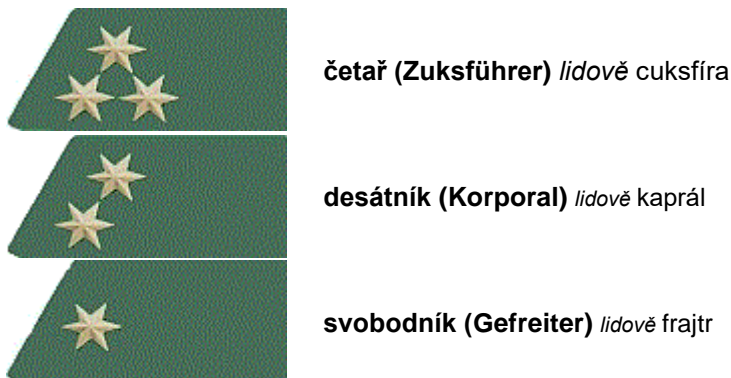 četař (Zuksführer) lidově cuksfíra
desátník (Korporal) lidově kaprál
svobodník (Gefreiter) lidově frajtr